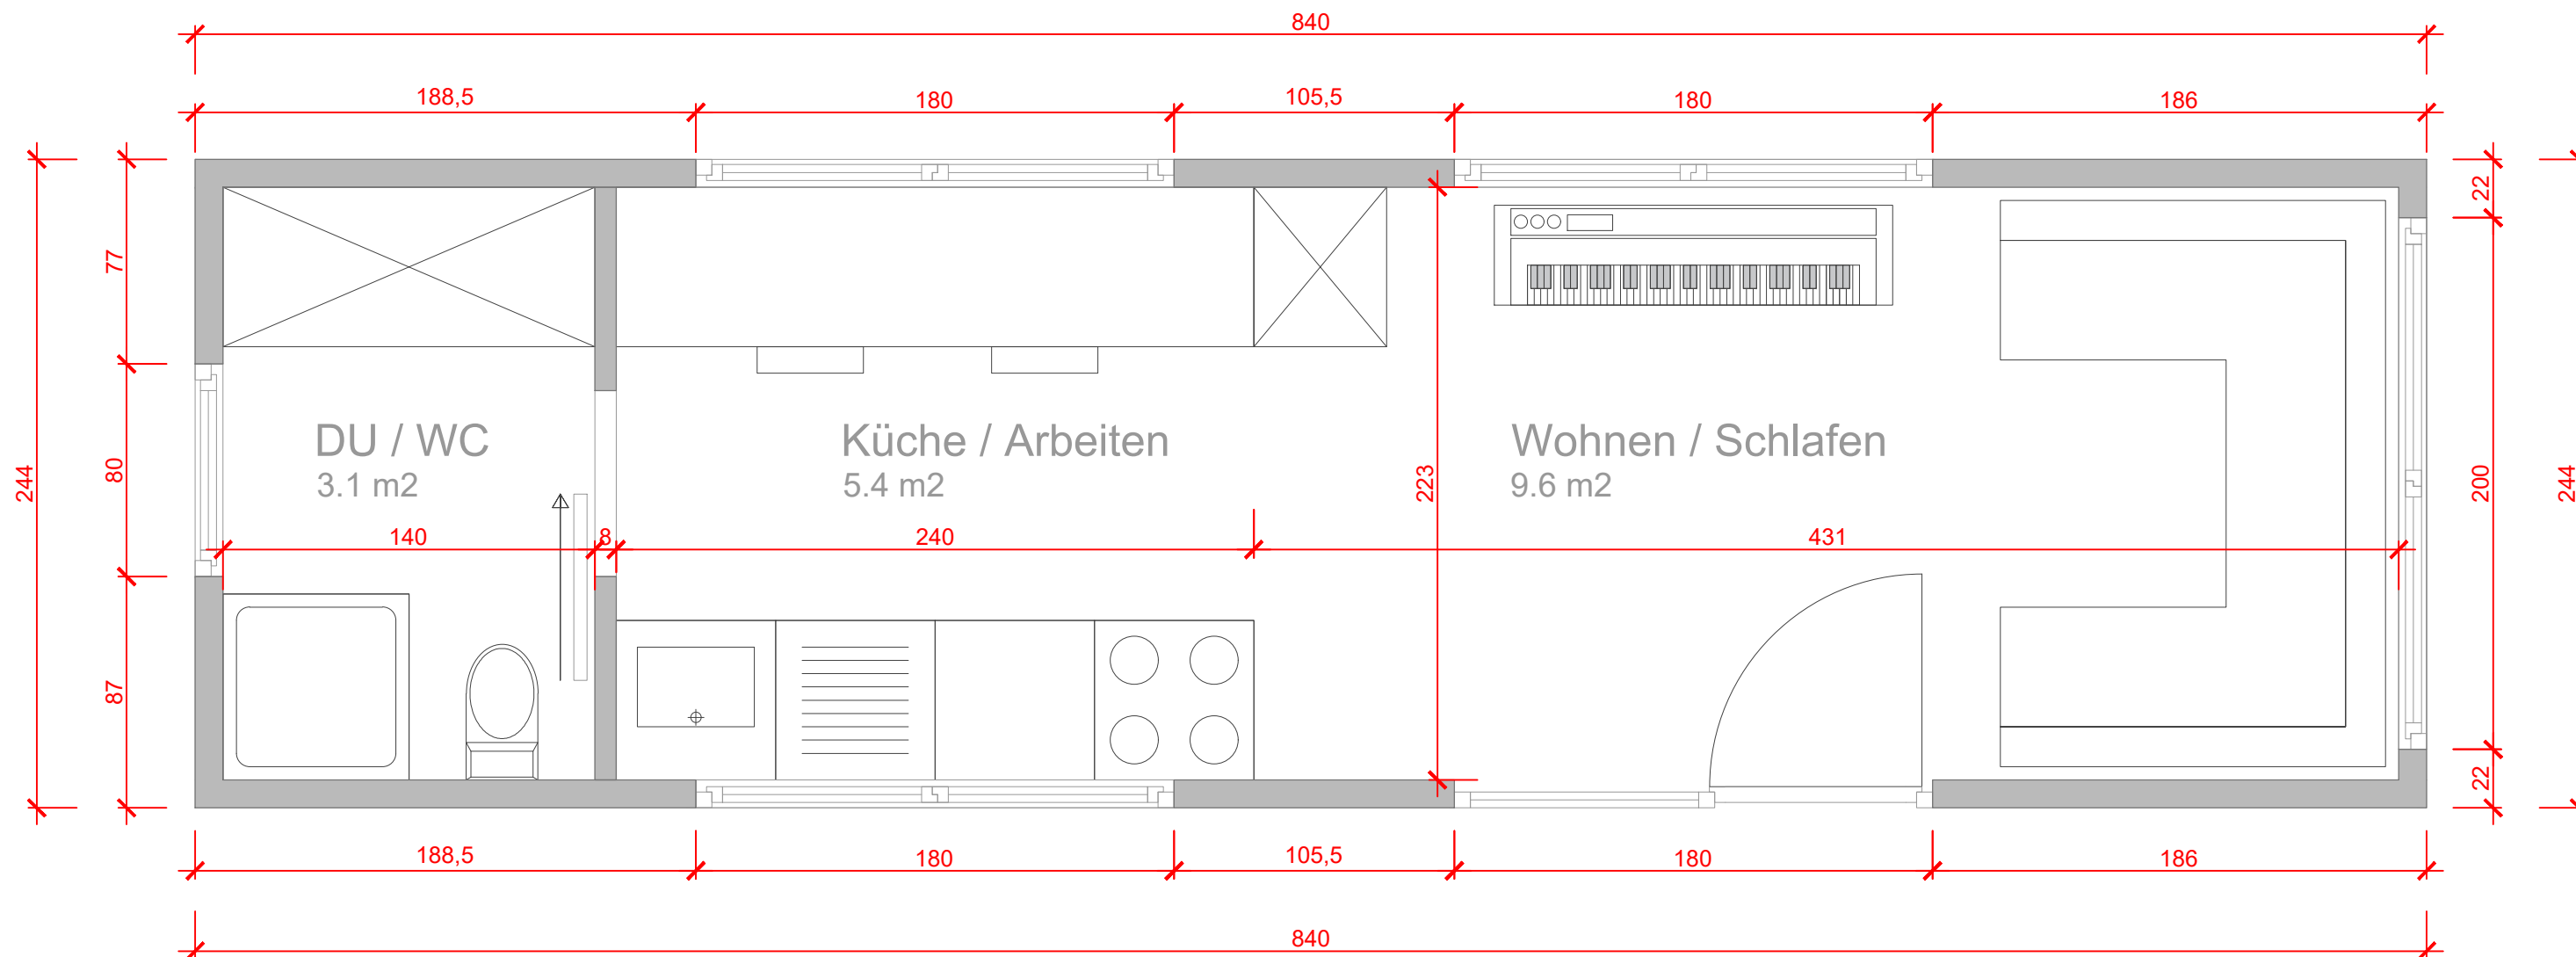 840
188,5 180 105,5 180 186
22
77
DU / WC
3.1 m2
Küche / Arbeiten
5.4 m2
Wohnen / Schlafen
9.6 m2
244 80 223 200 244
140 8 240 431
87
22
188,5 180 105,5 180 186
840